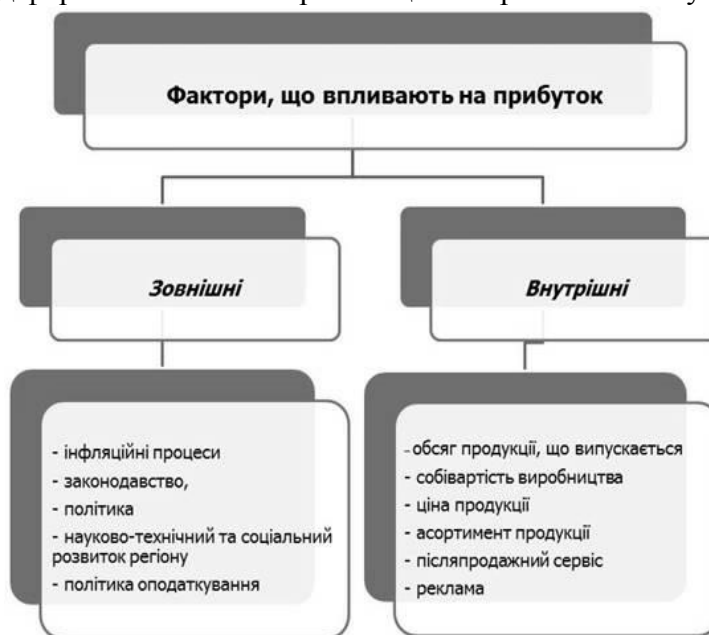 Фактори, що впливають на прибуток
Зовнішні
Внутрішні
- інфляційні процеси
- законодавство,
- політика
- науково-технічний та соціальний
розвиток регіону
- політика оподаткування
- обсяг продукції, що випускається
- собівартість виробництва
- ціна продукції
- асортимент продукції
- післяпродажний сервіс
- реклама